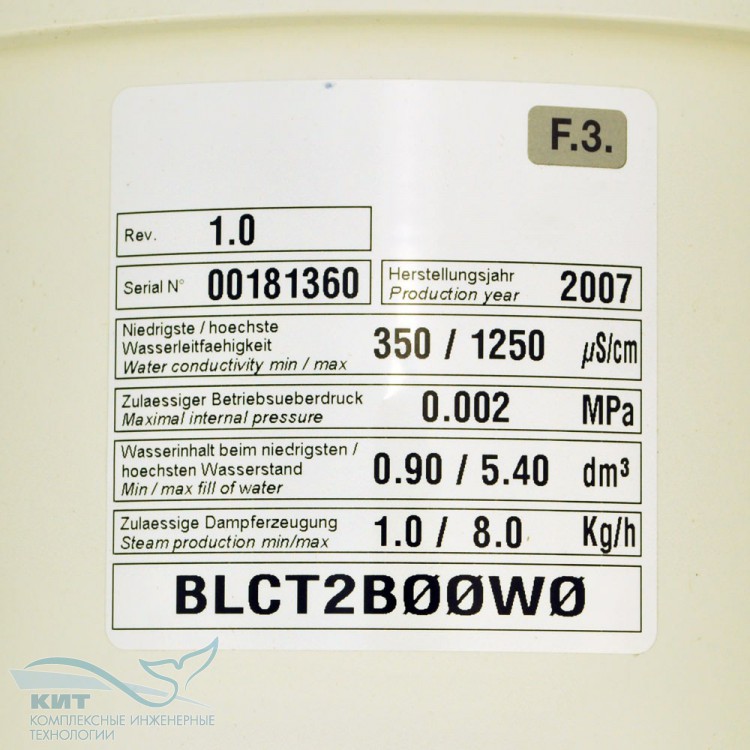 F.3.
Rev. 1.0
Serial N° 00181360
Herstellungsjahr
Production year 2007
Niedrigste / hoechste
Wasserleitfaehigkeit
Water conductivity min / max 350 / 1250 µS/cm
Zulaessiger Betriebsueberdruck
Maximal internal pressure 0.002 MPa
Wasserinhalt beim niedrigsten /
hoechsten Wasserstand
Min / max fill of water 0.90 / 5.40 dm³
Zulaessige Dampferzeugung
Steam production min/max 1.0 / 8.0 Kg/h
BLCT2BØØWØ
КИТ
КОМПЛЕКСНЫЕ ИНЖЕНЕРНЫЕ
ТЕХНОЛОГИИ